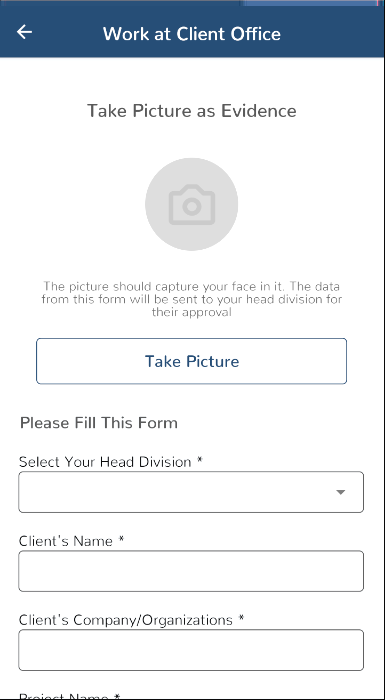 Work at Client Office
Take Picture as Evidence
The picture should capture your face in it. The data
from this form will be sent to your head division for
their approval
Take Picture
Please Fill This Form
Select Your Head Division *
Client's Name *
Client's Company/Organizations *
Project Name *